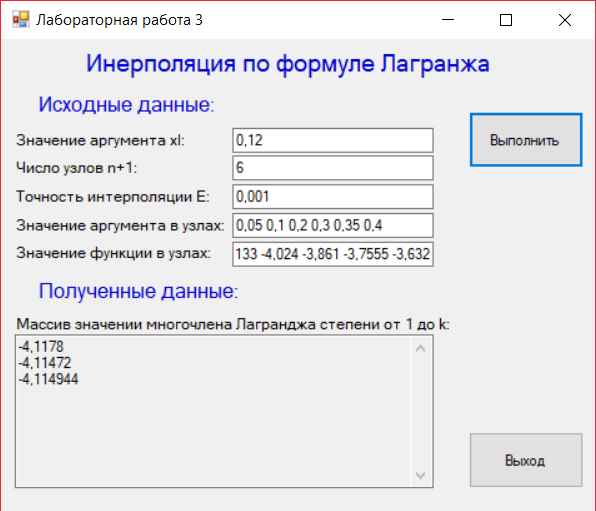 Лабораторная работа 3
Инерполяция по формуле Лагранжа
Исходные данные:
Значение аргумента xl: 0,12
Выполнить
Число узлов n+1: 6
Точность интерполяции E: 0,001
Значение аргумента в узлах: 0,05 0,1 0,2 0,3 0,35 0,4
Значение функции в узлах: 133 -4,024 -3,861 -3,7555 -3,632
Полученные данные:
Массив значении многочлена Лагранджа степени от 1 до k:
-4,1178
-4,11472
-4,114944
Выход